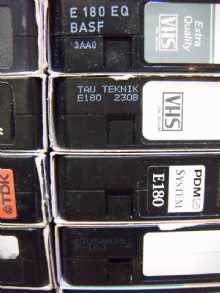 E 180 EQ
BASF
3AA0
Extra
Quality
VHS
TAU TEKNIK
E180 230B
VHS
TDK
PDM
SYSTEM
E180